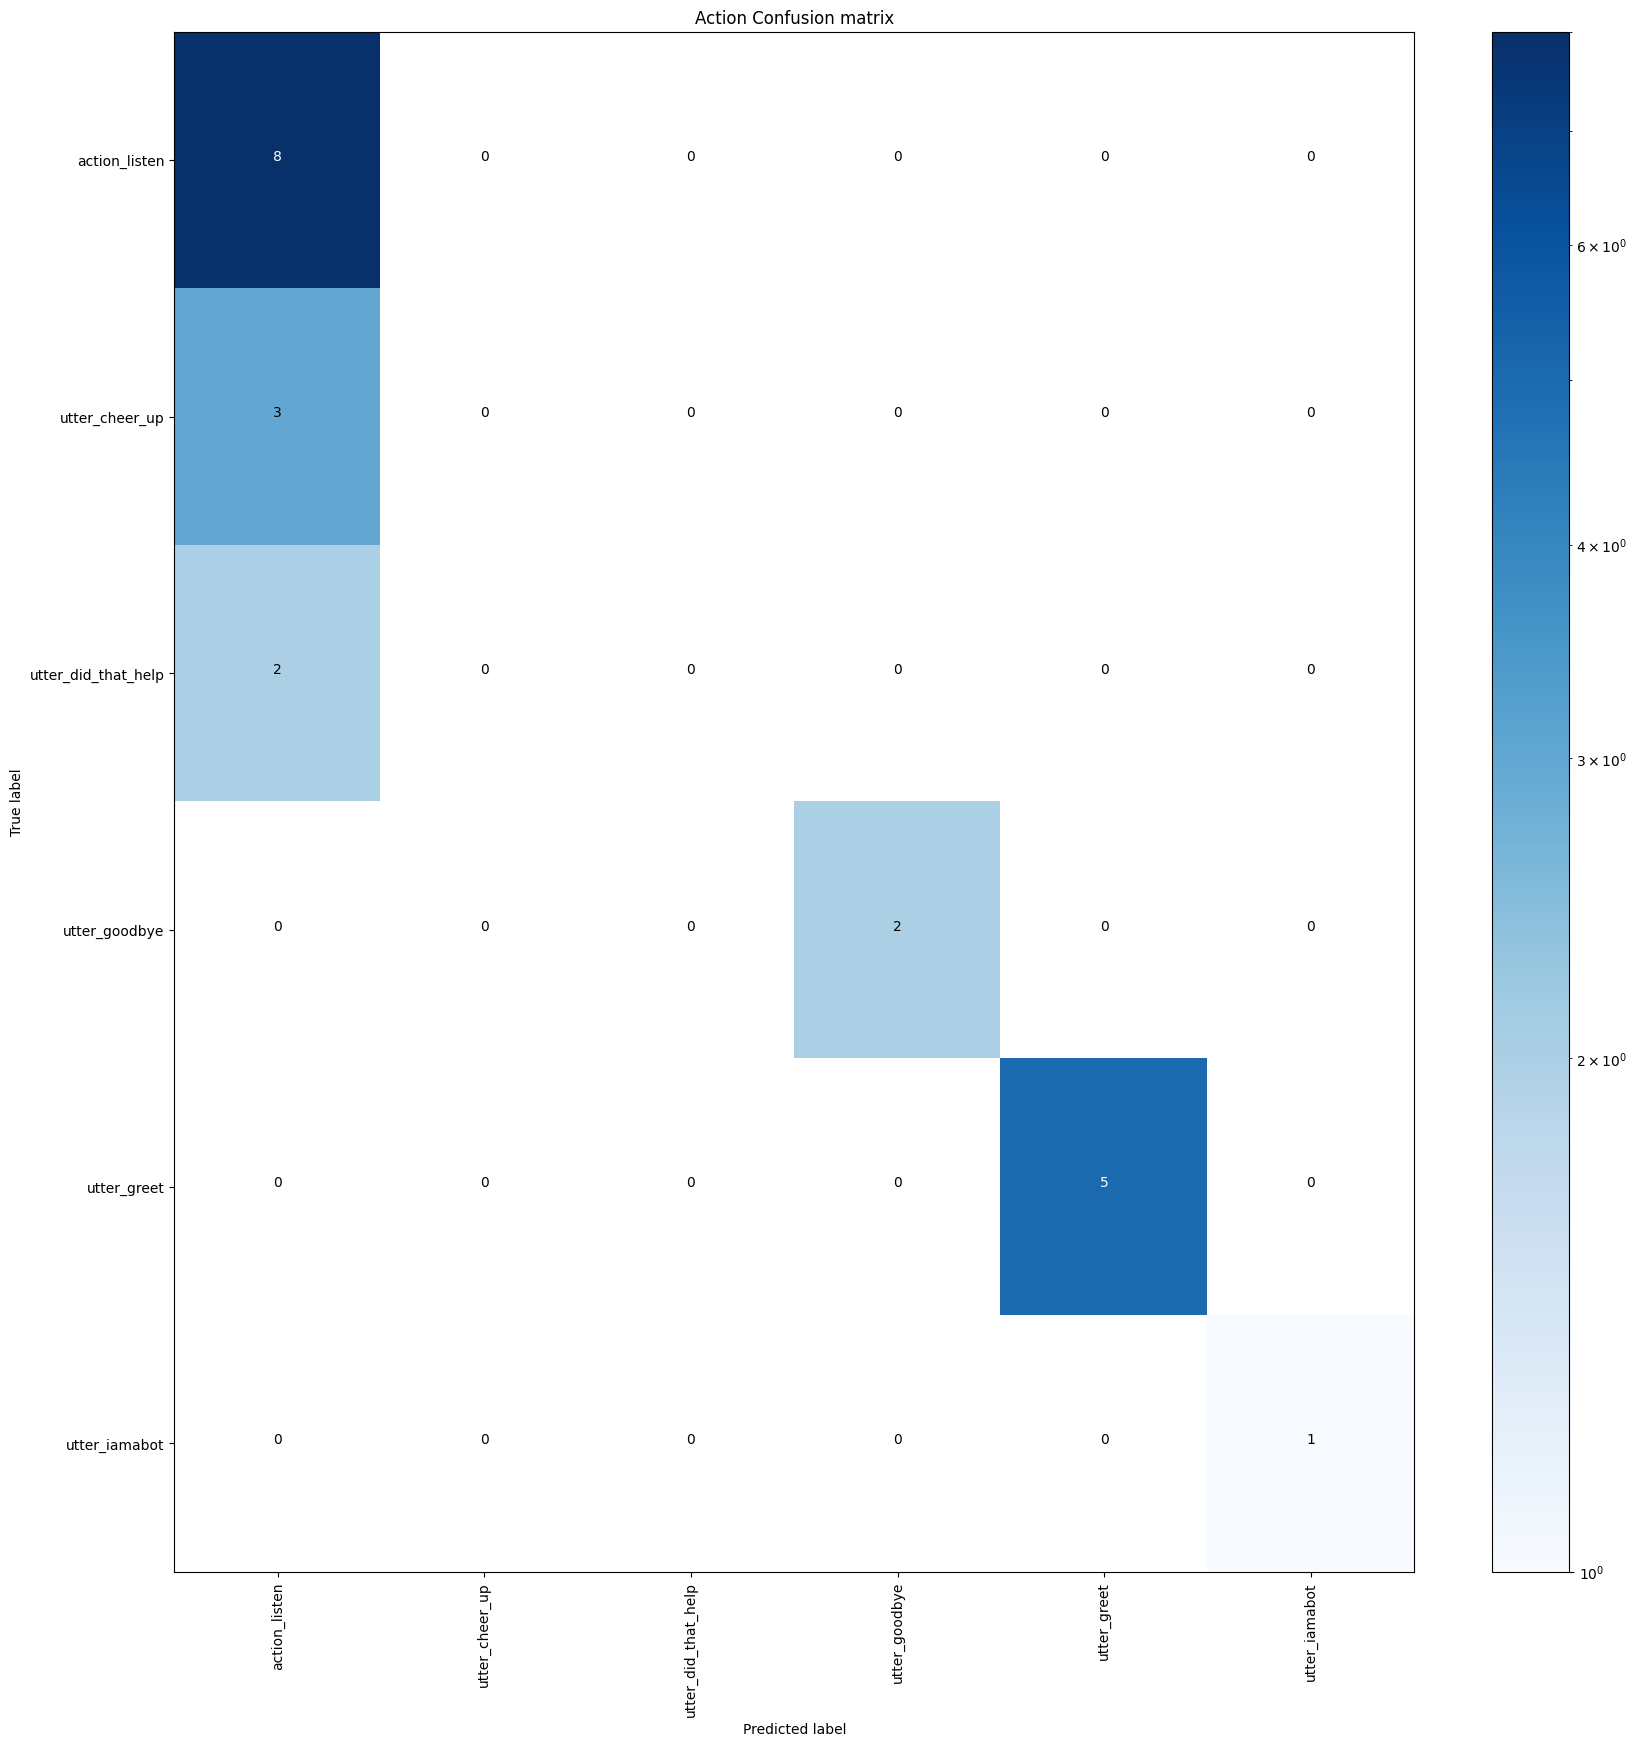 Action Confusion matrix
action_listen 8 0 0 0 0 0
utter_cheer_up 3 0 0 0 0 0
utter_did_that_help 2 0 0 0 0 0
utter_goodbye 0 0 0 2 0 0
utter_greet 0 0 0 0 5 0
utter_iamabot 0 0 0 0 0 1
True label
action_listen
utter_cheer_up
utter_did_that_help
utter_goodbye
utter_greet
utter_iamabot
Predicted label
6 × 10⁰
4 × 10⁰
3 × 10⁰
2 × 10⁰
10⁰